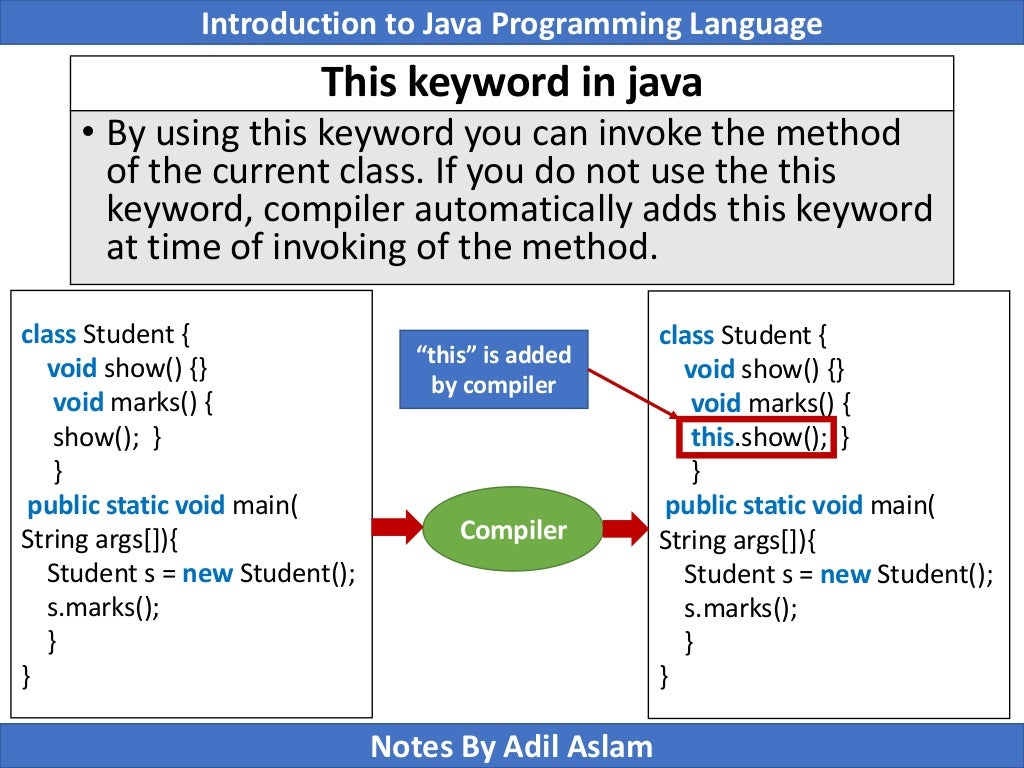 Introduction to Java Programming Language
This keyword in java
• By using this keyword you can invoke the method
of the current class. If you do not use the this
keyword, compiler automatically adds this keyword
at time of invoking of the method.
class Student {
void show() {}
void marks() {
show(); }
}
public static void main(
String args[]){
Student s = new Student();
s.marks();
}
}
“this” is added
by compiler
Compiler
class Student {
void show() {}
void marks() {
this.show(); }
}
public static void main(
String args[]){
Student s = new Student();
s.marks();
}
}
Notes By Adil Aslam